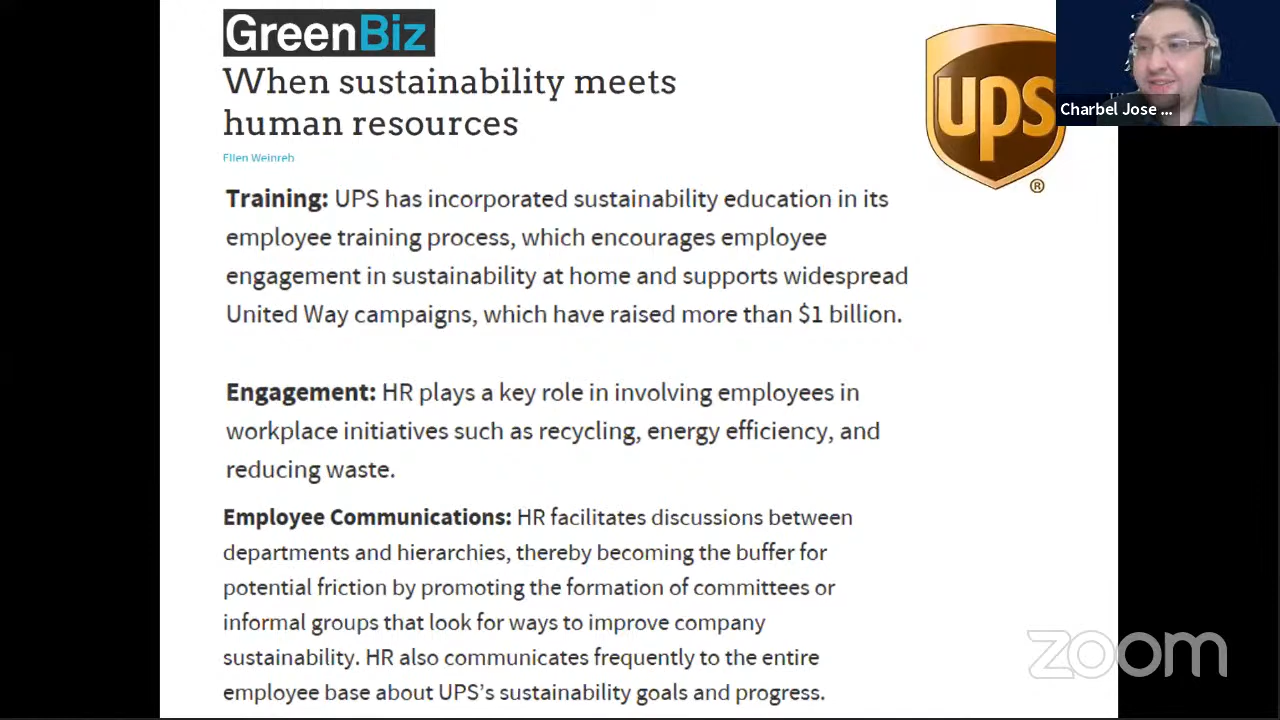 GreenBiz
When sustainability meets
human resources
Ellen Weinreb
ups
®
Charbel Jose ...
Training: UPS has incorporated sustainability education in its
employee training process, which encourages employee
engagement in sustainability at home and supports widespread
United Way campaigns, which have raised more than $1 billion.
Engagement: HR plays a key role in involving employees in
workplace initiatives such as recycling, energy efficiency, and
reducing waste.
Employee Communications: HR facilitates discussions between
departments and hierarchies, thereby becoming the buffer for
potential friction by promoting the formation of committees or
informal groups that look for ways to improve company
sustainability. HR also communicates frequently to the entire
employee base about UPS’s sustainability goals and progress.
zoom